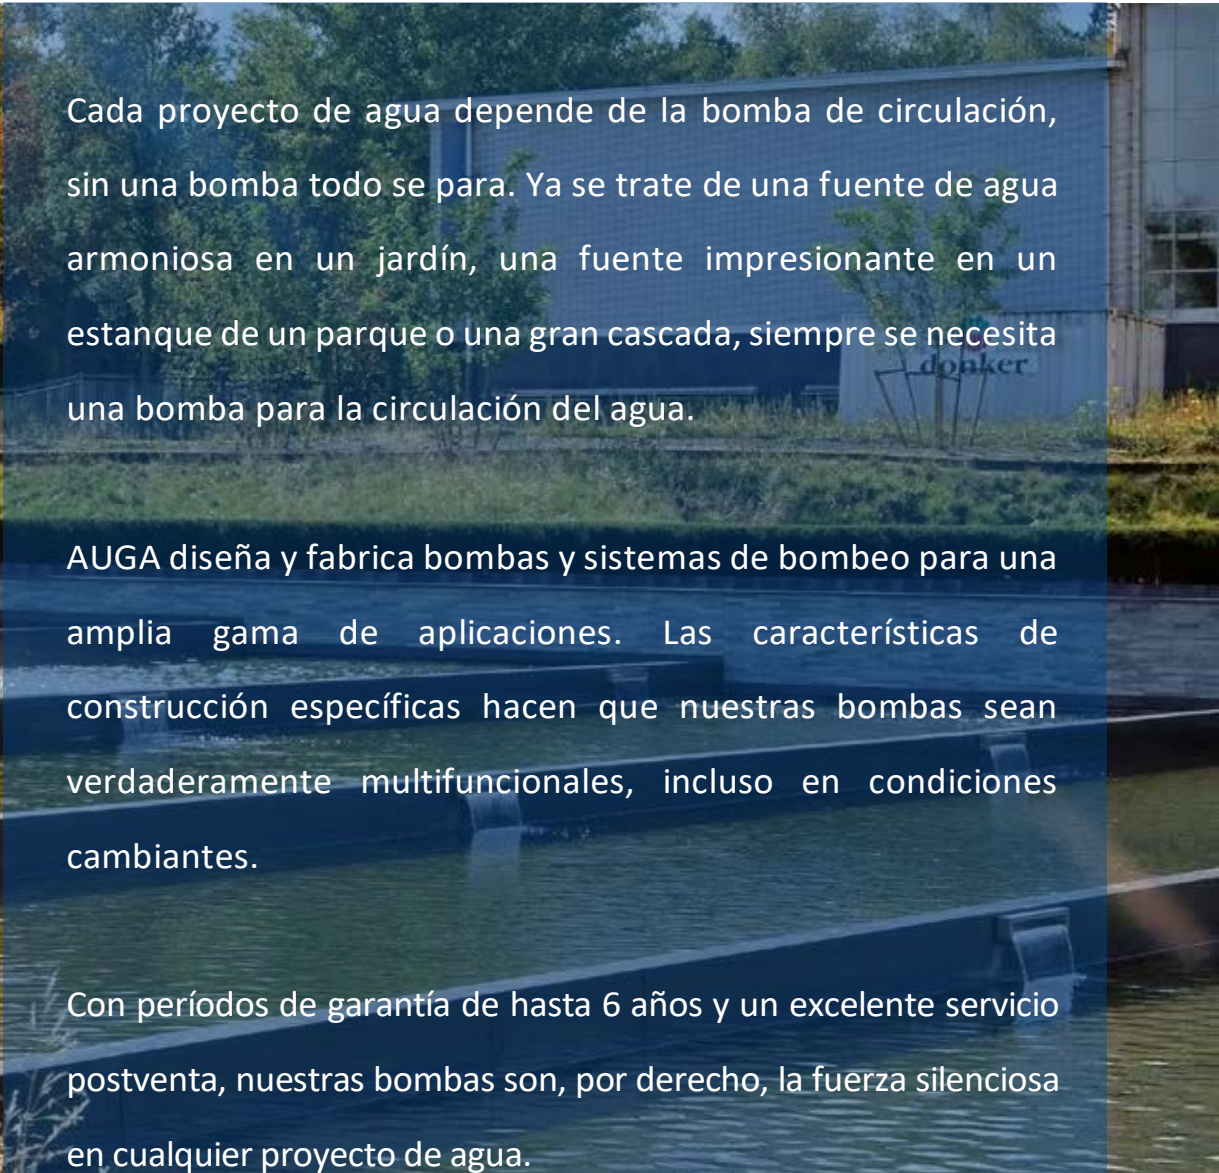 Cada proyecto de agua depende de la bomba de circulación,
sin una bomba todo se para. Ya se trate de una fuente de agua
armoniosa en un jardín, una fuente impresionante en un
estanque de un parque o una gran cascada, siempre se necesita
donker
una bomba para la circulación del agua.
AUGA diseña y fabrica bombas y sistemas de bombeo para una
amplia gama de aplicaciones. Las características de
construcción específicas hacen que nuestras bombas sean
verdaderamente multifuncionales, incluso en condiciones
cambiantes.
Con períodos de garantía de hasta 6 años y un excelente servicio
postventa, nuestras bombas son, por derecho, la fuerza silenciosa
en cualquier proyecto de agua.